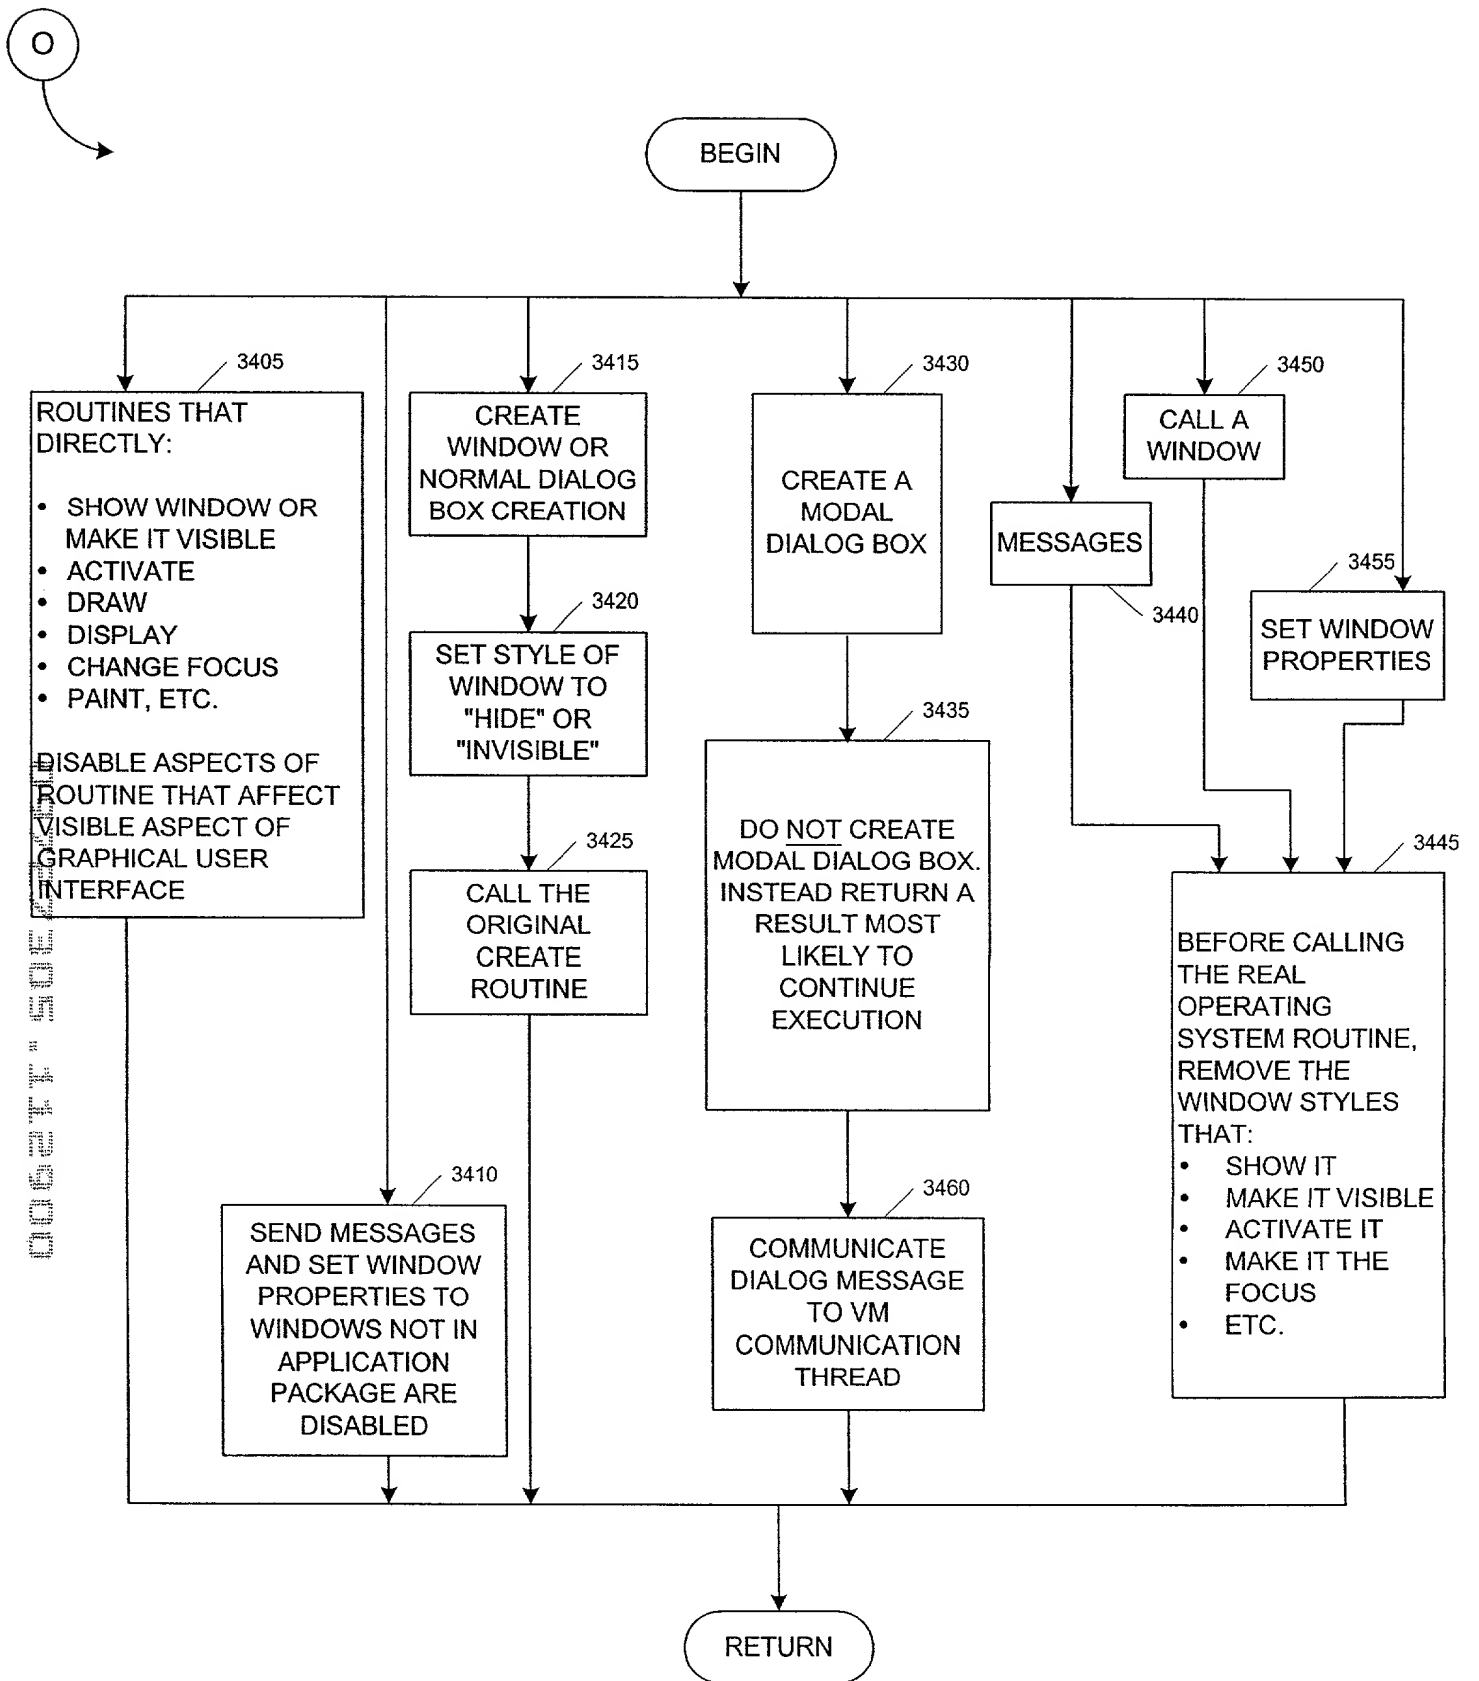 O
BEGIN
3405
ROUTINES THAT
DIRECTLY:
• SHOW WINDOW OR
MAKE IT VISIBLE
• ACTIVATE
• DRAW
• DISPLAY
• CHANGE FOCUS
• PAINT, ETC.
DISABLE ASPECTS OF
ROUTINE THAT AFFECT
VISIBLE ASPECT OF
GRAPHICAL USER
INTERFACE
3410
SEND MESSAGES
AND SET WINDOW
PROPERTIES TO
WINDOWS NOT IN
APPLICATION
PACKAGE ARE
DISABLED
3415
CREATE
WINDOW OR
NORMAL DIALOG
BOX CREATION
3420
SET STYLE OF
WINDOW TO
"HIDE" OR
"INVISIBLE"
3425
CALL THE
ORIGINAL
CREATE
ROUTINE
3430
CREATE A
MODAL
DIALOG BOX
3435
DO NOT CREATE
MODAL DIALOG BOX.
INSTEAD RETURN A
RESULT MOST
LIKELY TO
CONTINUE
EXECUTION
3460
COMMUNICATE
DIALOG MESSAGE
TO VM
COMMUNICATION
THREAD
MESSAGES
3440
3450
CALL A
WINDOW
3455
SET WINDOW
PROPERTIES
3445
BEFORE CALLING
THE REAL
OPERATING
SYSTEM ROUTINE,
REMOVE THE
WINDOW STYLES
THAT:
• SHOW IT
• MAKE IT VISIBLE
• ACTIVATE IT
• MAKE IT THE
FOCUS
• ETC.
RETURN